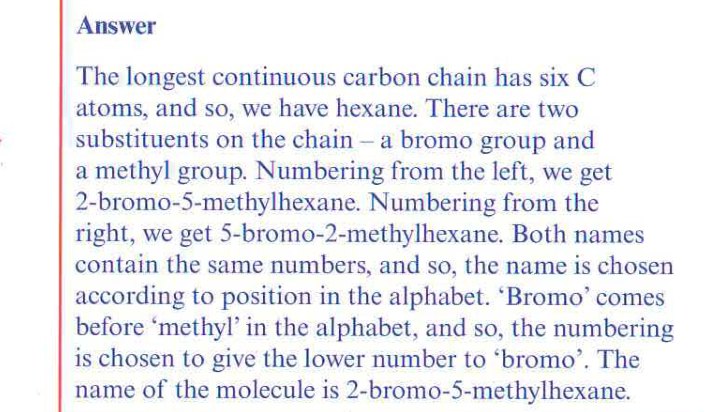 Answer
The longest continuous carbon chain has six C
atoms, and so, we have hexane. There are two
substituents on the chain – a bromo group and
a methyl group. Numbering from the left, we get
2-bromo-5-methylhexane. Numbering from the
right, we get 5-bromo-2-methylhexane. Both names
contain the same numbers, and so, the name is chosen
according to position in the alphabet. ‘Bromo’ comes
before ‘methyl’ in the alphabet, and so, the numbering
is chosen to give the lower number to ‘bromo’. The
name of the molecule is 2-bromo-5-methylhexane.